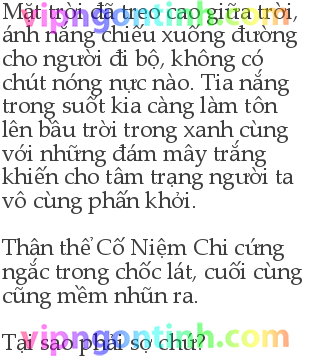 Mặt trời đã treo cao giữa trời,
ánh nắng chiếu xuống đường
cho người đi bộ, không có
chút nóng nực nào. Tia nắng
trong suốt kia càng làm tôn
lên bầu trời trong xanh cùng
với những đám mây trắng
khiến cho tâm trạng người ta
vô cùng phấn khởi.

Thận thể Cố Niệm Chi cứng
ngắc trong chốc lát, cuối cùng
cũng mềm nhũn ra.

Tại sao phải sợ chứ?
vipngontinh.com
vipngontinh.com